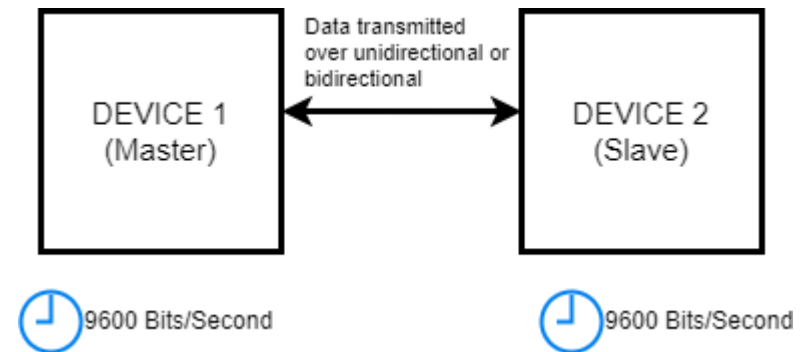 Data transmitted
over unidirectional or
bidirectional
DEVICE 1
(Master)
DEVICE 2
(Slave)
9600 Bits/Second
9600 Bits/Second